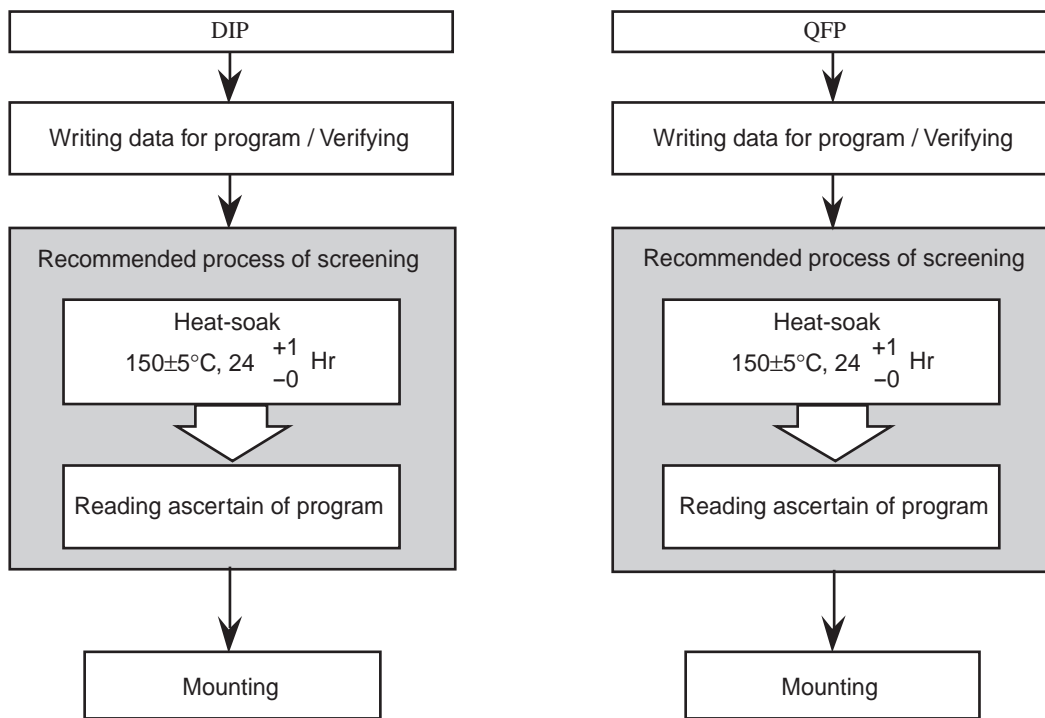 DIP
Writing data for program / Verifying
Recommended process of screening
Heat-soak
150±5°C, 24 +1 −0 Hr
Reading ascertain of program
Mounting
QFP
Writing data for program / Verifying
Recommended process of screening
Heat-soak
150±5°C, 24 +1 −0 Hr
Reading ascertain of program
Mounting